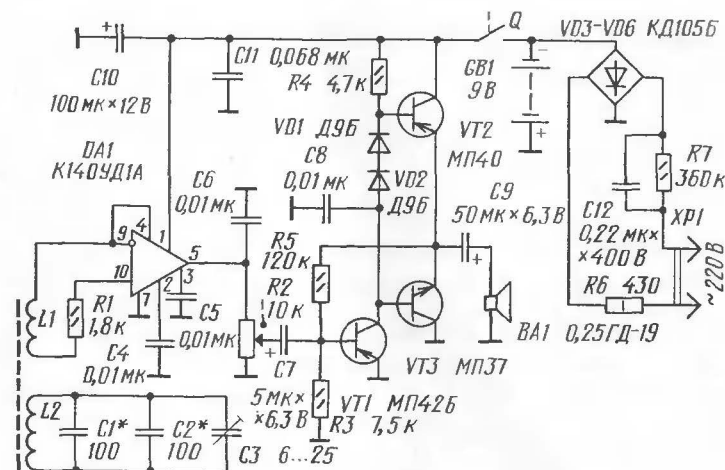 +
C10
100 мк × 12 В
DA1
К140УД1А
C11
0,068 мк
R4 4,7к
VD1 Д9Б
C8
0,01 мк
VD2
Д9Б
Q
GB1
9 В
−
+
VT2
МП40
VD3-VD6 КД105Б
R7
360 к
C12
0,22 мк×
×400 В
XP1
~220В
R6 430
C6
0,01 мк
C9
50 мк × 6,3 В
+
4
9
1
5
10
7
2
3
L1
R1
1,8 к
C5
0,01 мк
C4
0,01 мк
R5
120 к
R2
10 к
+
C7
5 мк×
×6,3 В
VT1 МП42Б
R3 7,5 к
VT3 МП37
BA1 0,25ГД-19
L2
C1*
100
C2*
100
C3 6...25